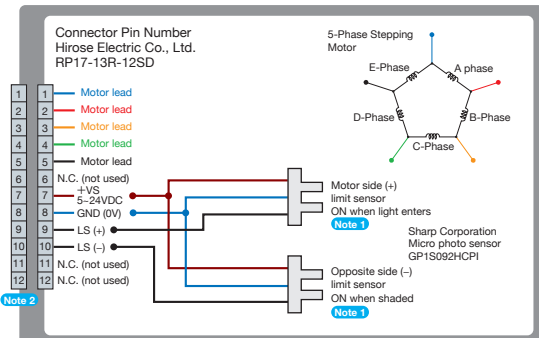 Connector Pin Number
Hirose Electric Co., Ltd.
RP17-13R-12SD
5-Phase Stepping
Motor
E-Phase
A phase
D-Phase
B-Phase
C-Phase
1 1 Motor lead
2 2 Motor lead
3 3 Motor lead
4 4 Motor lead
5 5 Motor lead
6 6 N.C. (not used)
7 7 +VS
5~24VDC
8 8 GND (0V)
9 9 LS (+)
10 10 LS (−)
11 11 N.C. (not used)
12 12 N.C. (not used)
Note 2
Motor side (+)
limit sensor
ON when light enters
Note 1
Sharp Corporation
Micro photo sensor
GP1S092HCPI
Opposite side (−)
limit sensor
ON when shaded
Note 1